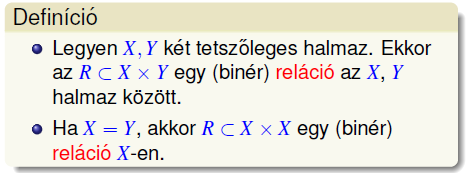 Definíció
Legyen X, Y két tetszőleges halmaz. Ekkor
az R ⊂ X × Y egy (binér) reláció az X, Y
halmaz között.
Ha X = Y, akkor R ⊂ X × X egy (binér)
reláció X-en.